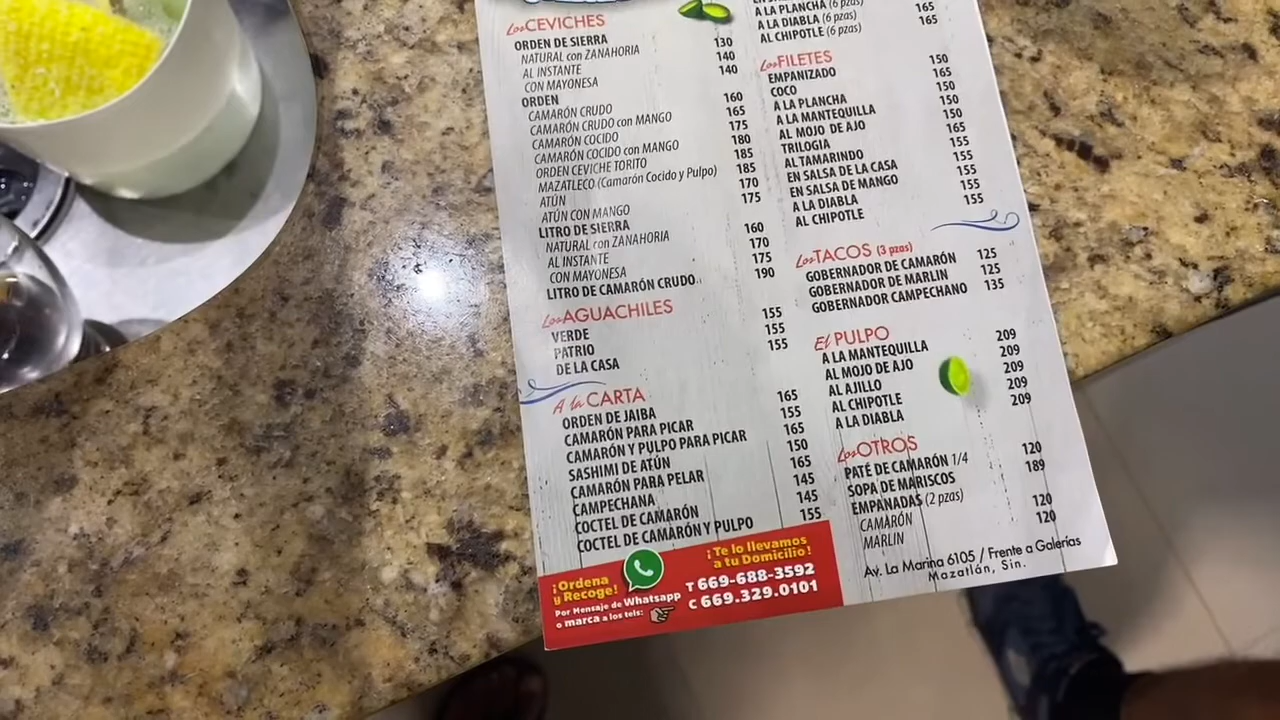 Los CEVICHES
ORDEN DE SIERRA
NATURAL con ZANAHORIA 130
AL INSTANTE 140
CON MAYONESA 140
ORDEN
CAMARÓN CRUDO 160
CAMARÓN CRUDO con MANGO 165
CAMARÓN COCIDO 175
CAMARÓN COCIDO con MANGO 180
ORDEN CEVICHE TORITO 185
MAZATLECO (Camarón Cocido y Pulpo) 185
ATÚN 170
ATÚN CON MANGO 175
LITRO DE SIERRA
NATURAL con ZANAHORIA 160
AL INSTANTE 170
CON MAYONESA 175
LITRO DE CAMARÓN CRUDO 190
Los AGUACHILES
VERDE 155
PATRIO 155
DE LA CASA 155
A la CARTA
ORDEN DE JAIBA 165
CAMARÓN PARA PICAR 155
CAMARÓN Y PULPO PARA PICAR 165
SASHIMI DE ATÚN 150
CAMARÓN PARA PELAR 165
CAMPECHANA 145
COCTEL DE CAMARÓN 145
COCTEL DE CAMARÓN Y PULPO 155
A LA PLANCHA (6 pzas)
A LA DIABLA (6 pzas) 165
AL CHIPOTLE (6 pzas) 165
Los FILETES
EMPANIZADO 150
COCO 165
A LA PLANCHA 150
A LA MANTEQUILLA 150
AL MOJO DE AJO 150
TRILOGIA 165
AL TAMARINDO 155
EN SALSA DE LA CASA 155
EN SALSA DE MANGO 155
A LA DIABLA 155
AL CHIPOTLE 155
Los TACOS (3 pzas)
GOBERNADOR DE CAMARÓN 125
GOBERNADOR DE MARLIN 125
GOBERNADOR CAMPECHANO 135
El PULPO
A LA MANTEQUILLA 209
AL MOJO DE AJO 209
AL AJILLO 209
AL CHIPOTLE 209
A LA DIABLA 209
Los OTROS
PATÉ DE CAMARÓN 1/4 120
SOPA DE MARISCOS 189
EMPANADAS (2 pzas)
CAMARÓN 120
MARLIN 120
¡Ordena
y Recoge!
Por Mensaje de Whatsapp
o marca a los tels:
¡Te lo llevamos
a tu Domicilio!
T 669-688-3592
C 669.329.0101
Av. La Marina 6105 / Frente a Galerías
Mazatlán, Sin.